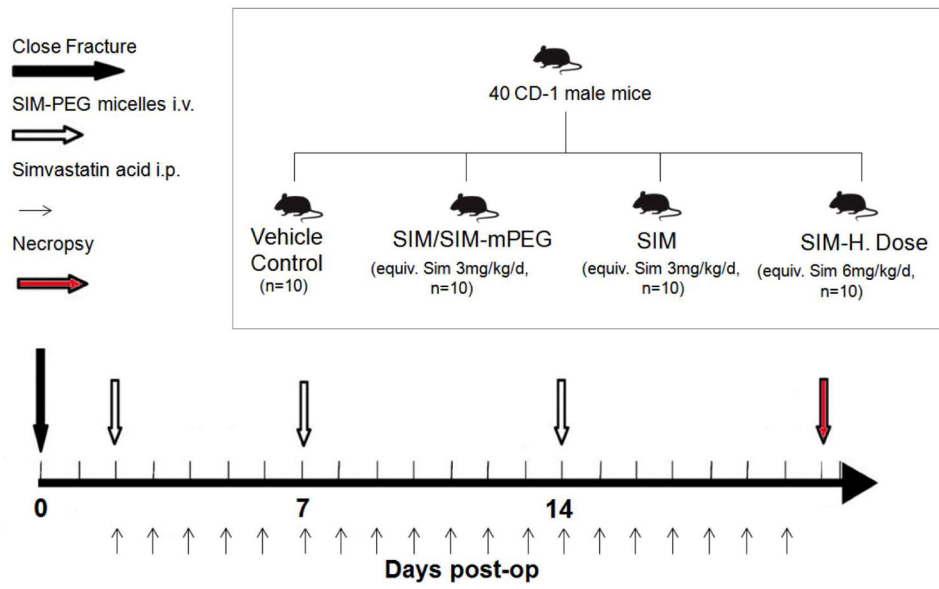 Close Fracture
SIM-PEG micelles i.v.
Simvastatin acid i.p.
Necropsy
40 CD-1 male mice
Vehicle
Control
(n=10)
SIM/SIM-mPEG
(equiv. Sim 3mg/kg/d,
n=10)
SIM
(equiv. Sim 3mg/kg/d,
n=10)
SIM-H. Dose
(equiv. Sim 6mg/kg/d,
n=10)
0
7
14
Days post-op